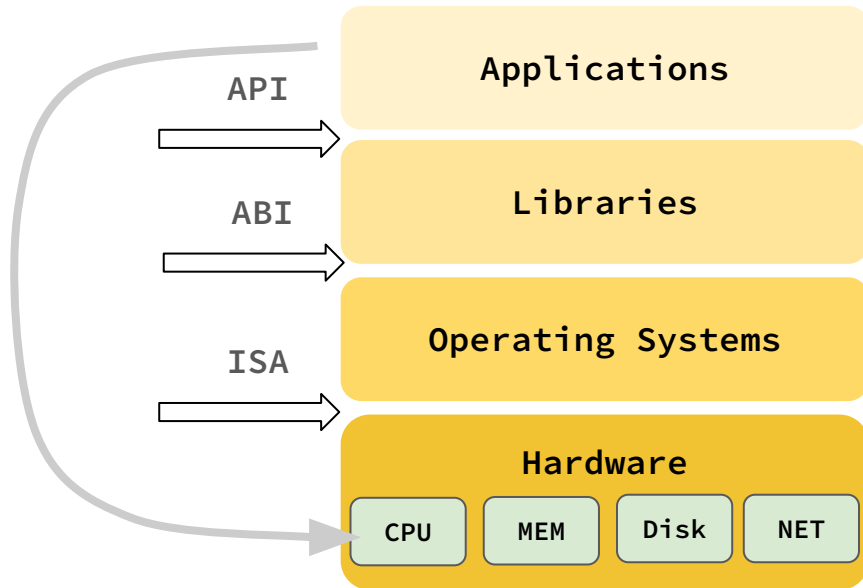 Applications
API
Libraries
ABI
Operating Systems
ISA
Hardware
CPU MEM Disk NET